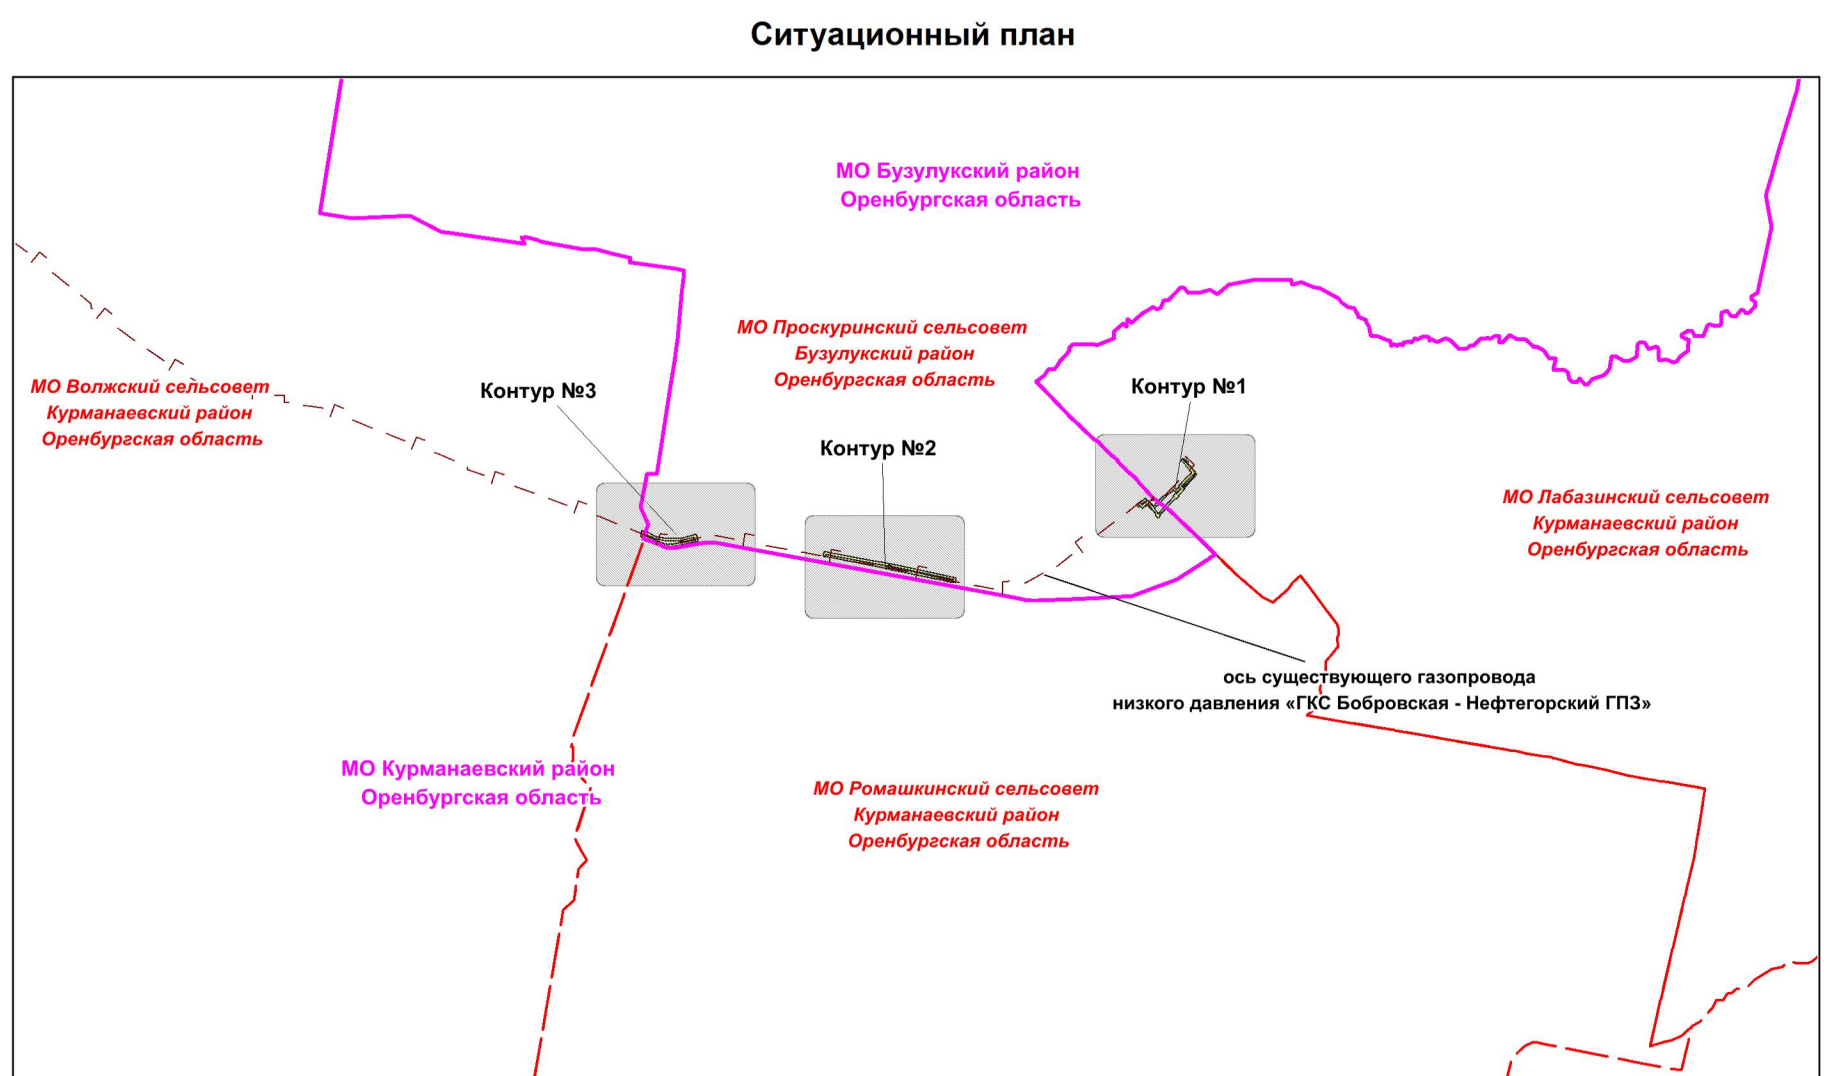 Ситуационный план
МО Бузулукский район
Оренбургская область
МО Проскуринский сельсовет
Бузулукский район
Оренбургская область
МО Волжский сельсовет
Курманаевский район
Оренбургская область
Контур №3
Контур №2
Контур №1
МО Лабазинский сельсовет
Курманаевский район
Оренбургская область
ось существующего газопровода
низкого давления «ГКС Бобровская - Нефтегорский ГПЗ»
МО Курманаевский район
Оренбургская область
МО Ромашкинский сельсовет
Курманаевский район
Оренбургская область